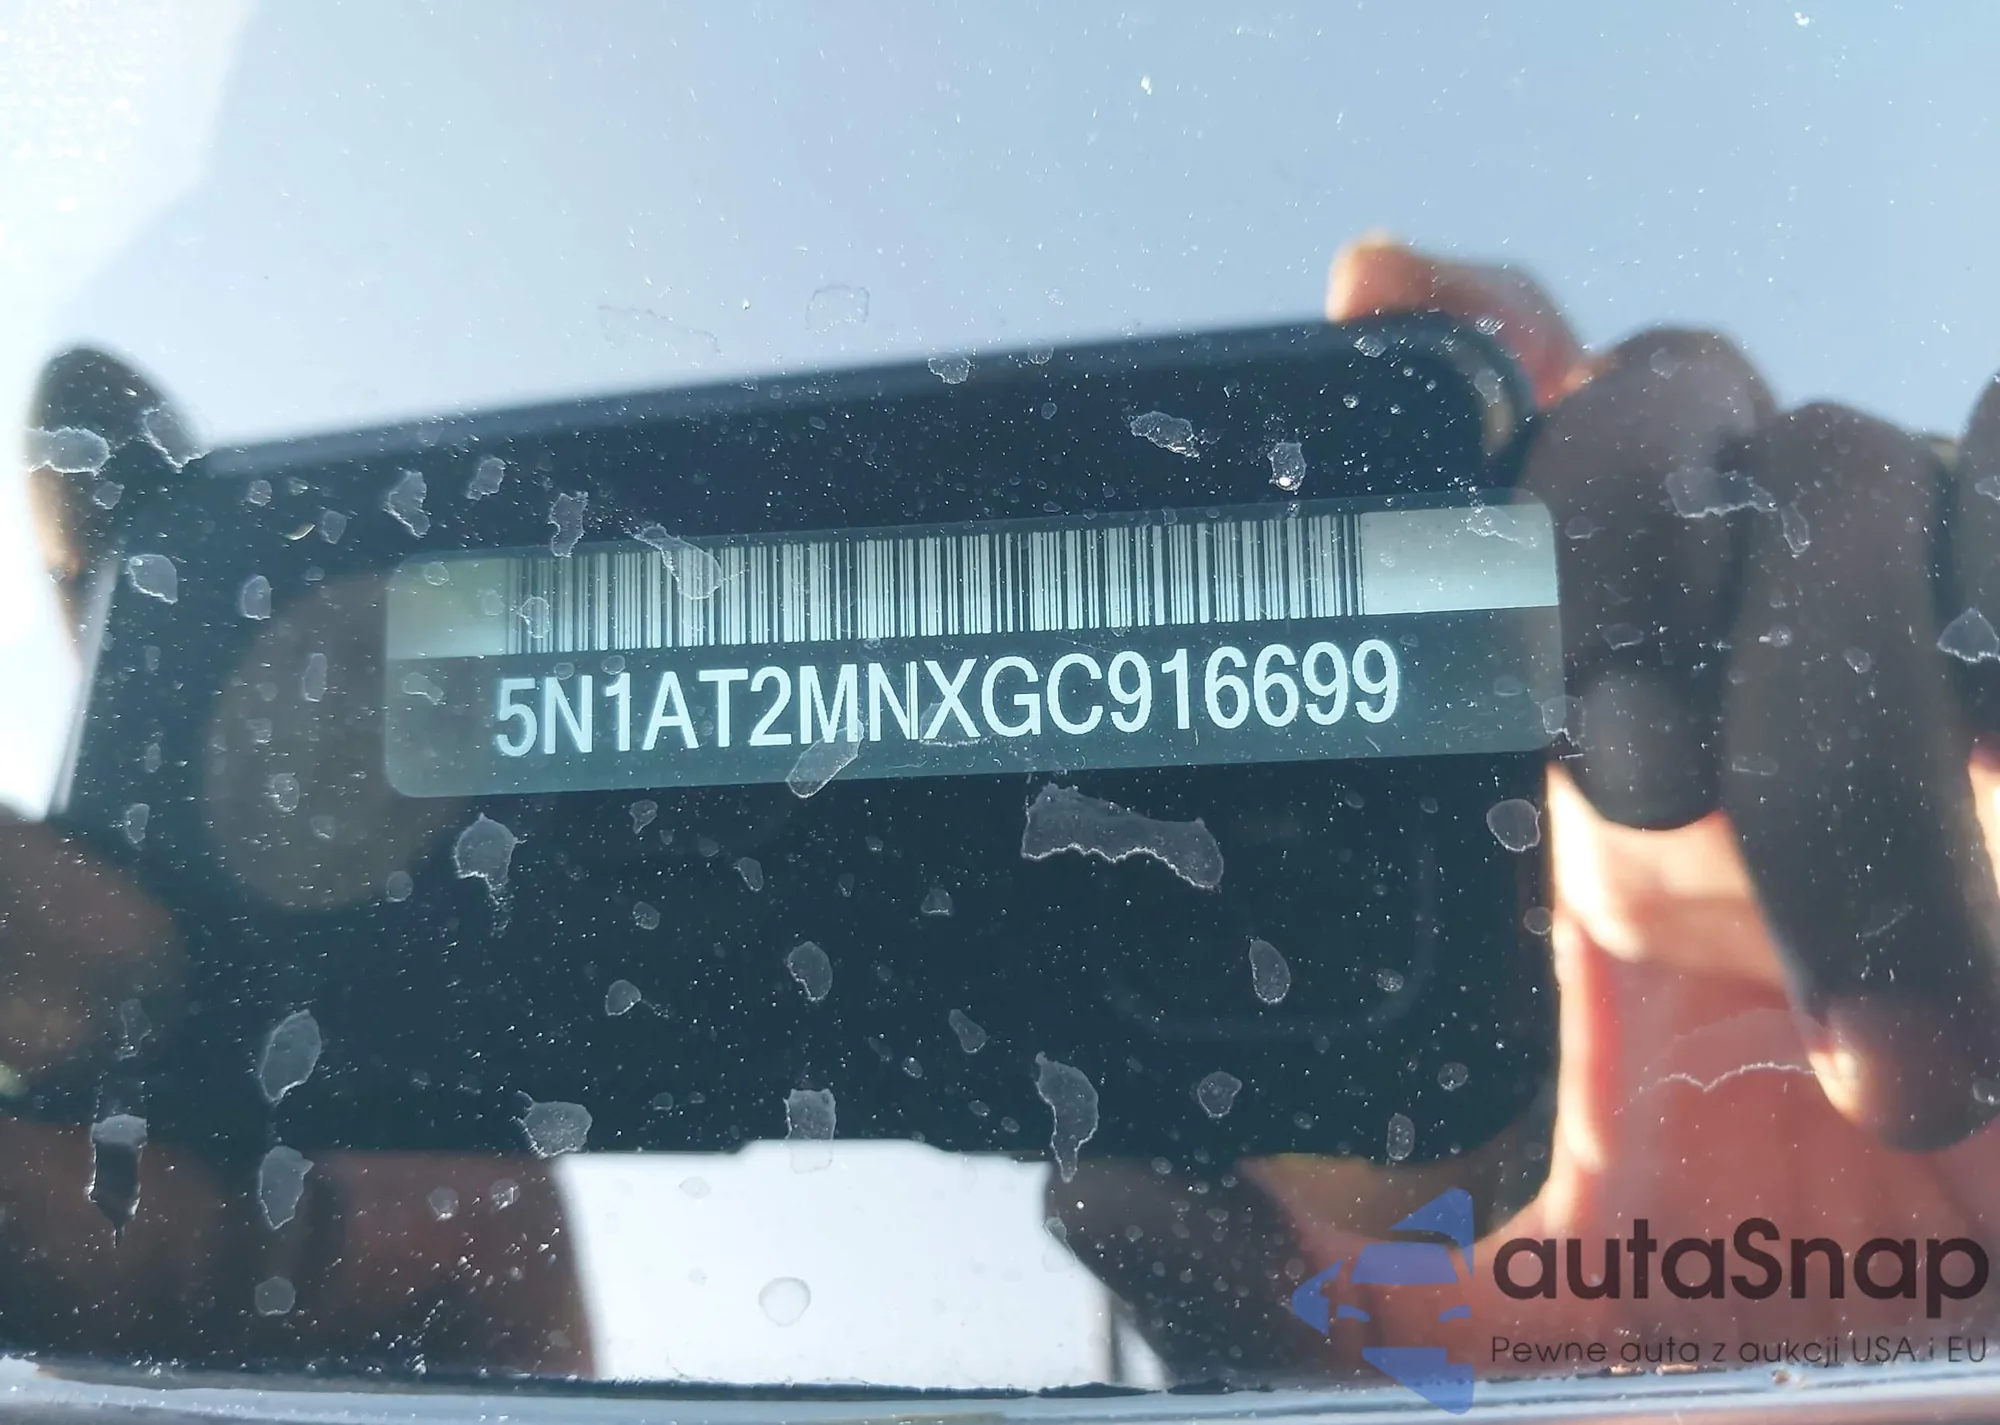 5N1AT2MNXGC916699
autaSnap
Pewne auta z aukcji USA i EU